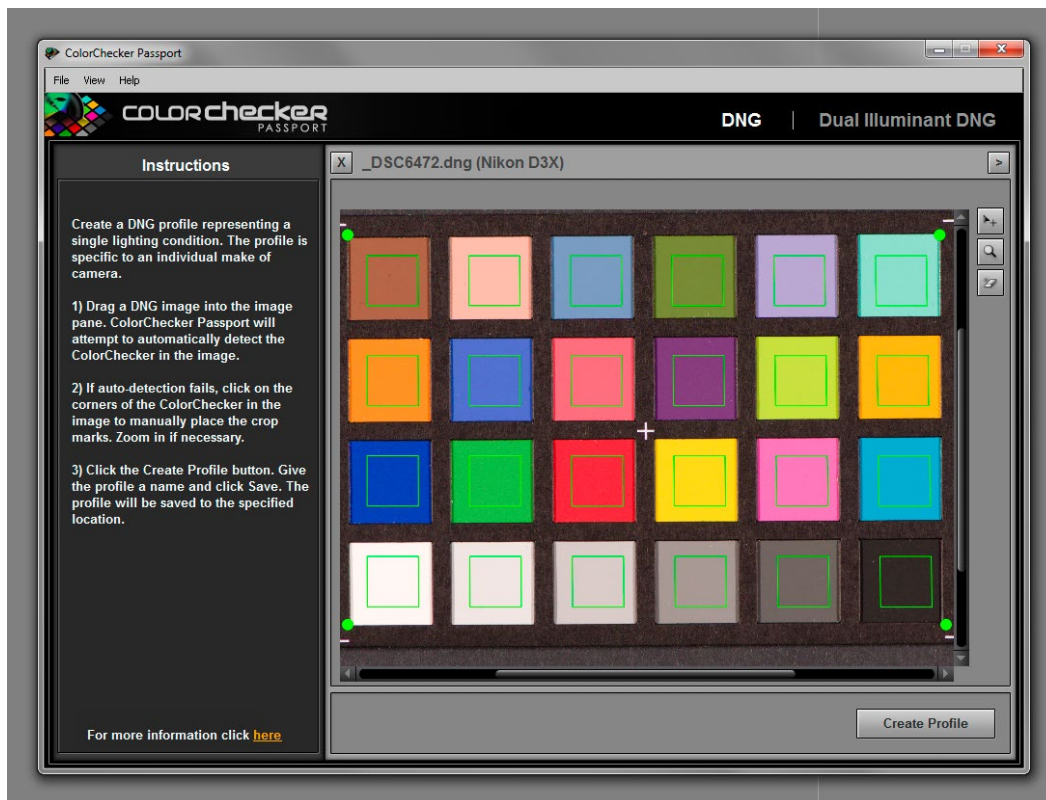 ColorChecker Passport
File View Help
COLOR checker
PASSPORT
DNG | Dual Illuminant DNG
Instructions
Create a DNG profile representing a
single lighting condition. The profile is
specific to an individual make of
camera.
1) Drag a DNG image into the image
pane. ColorChecker Passport will
attempt to automatically detect the
ColorChecker in the image.
2) If auto-detection fails, click on the
corners of the ColorChecker in the
image to manually place the crop
marks. Zoom in if necessary.
3) Click the Create Profile button. Give
the profile a name and click Save. The
profile will be saved to the specified
location.
For more information click here
X _DSC6472.dng (Nikon D3X) >
Create Profile